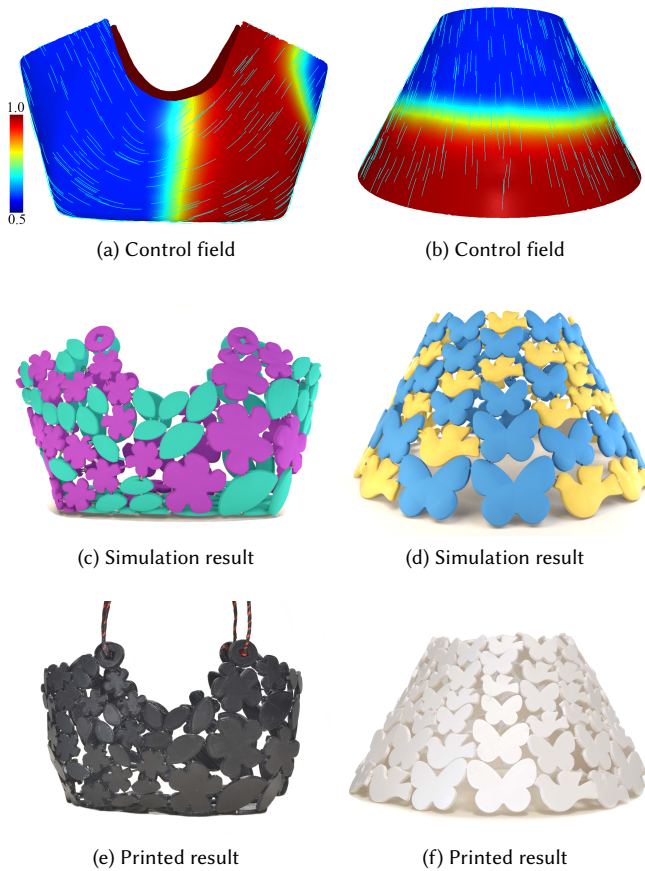 1.0
0.5
(a) Control field
(b) Control field
(c) Simulation result
(d) Simulation result
(e) Printed result
(f) Printed result